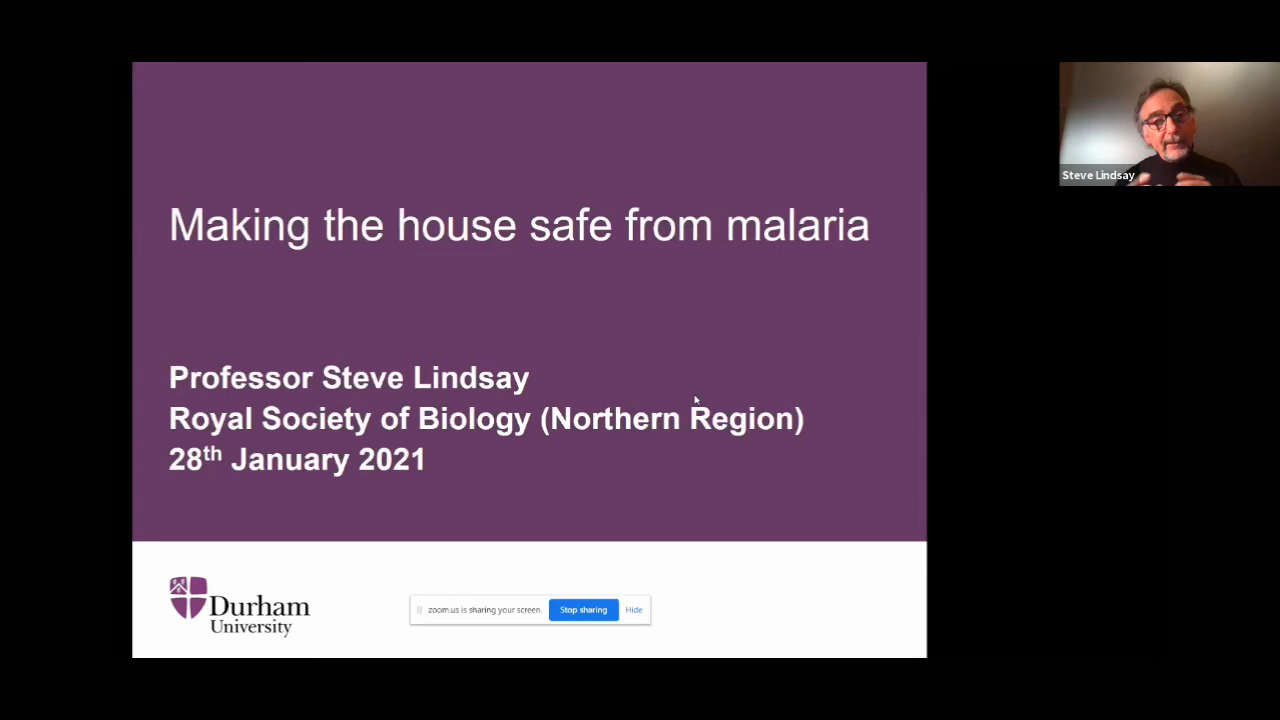 Making the house safe from malaria
Steve Lindsay
Professor Steve Lindsay
Royal Society of Biology (Northern Region)
28th January 2021
Durham
University
zoom.us is sharing your screen. Stop sharing Hide